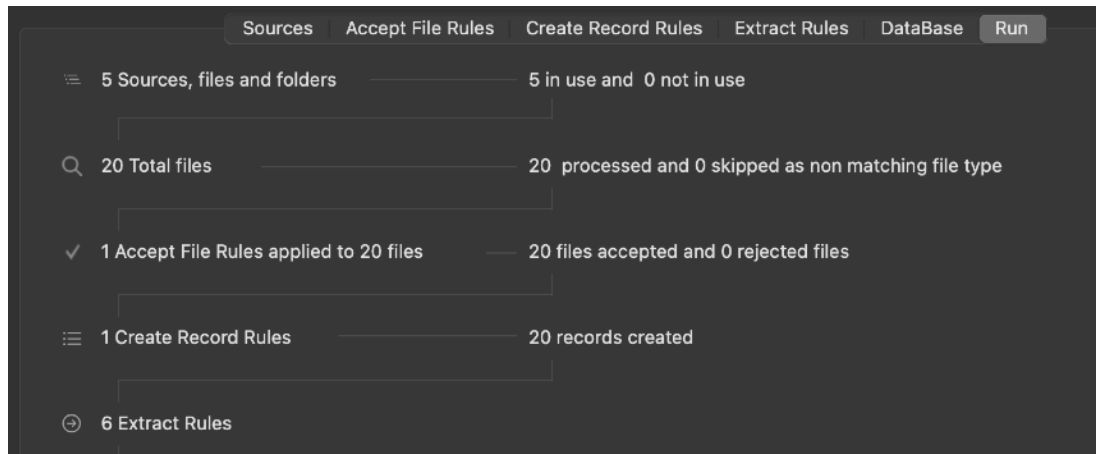 Sources Accept File Rules Create Record Rules Extract Rules DataBase Run
5 Sources, files and folders 5 in use and 0 not in use
20 Total files 20 processed and 0 skipped as non matching file type
1 Accept File Rules applied to 20 files 20 files accepted and 0 rejected files
1 Create Record Rules 20 records created
6 Extract Rules